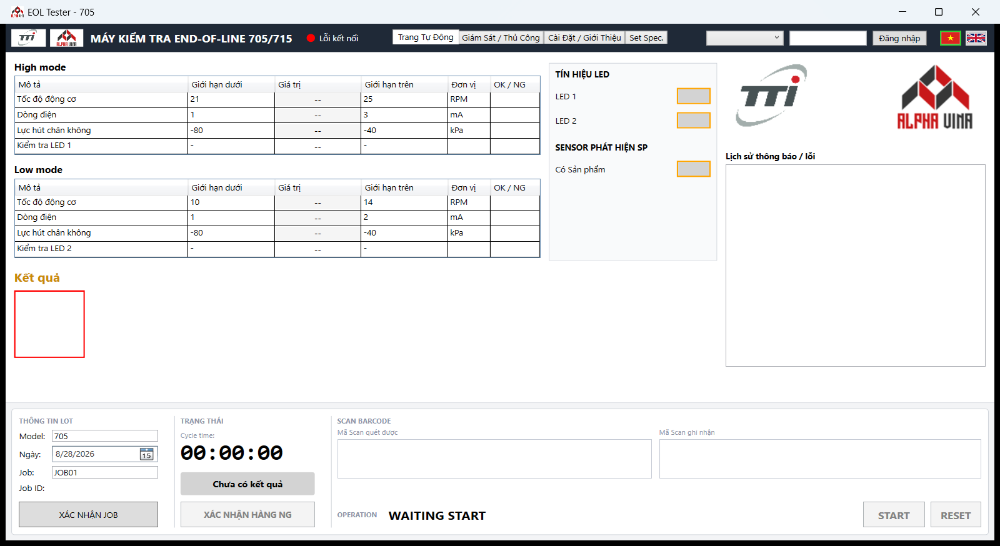 EOL Tester - 705
TTi ALPHA VINA MÁY KIỂM TRA END-OF-LINE 705/715 Lỗi kết nối Trang Tự Động Giám Sát / Thủ Công Cài Đặt / Giới Thiệu Set Spec. Đăng nhập
High mode
Mô tả Giới hạn dưới Giá trị Giới hạn trên Đơn vị OK / NG
Tốc độ động cơ 21 -- 25 RPM
Dòng điện 1 -- 3 mA
Lực hút chân không -80 -- -40 kPa
Kiểm tra LED 1 - -- -
Low mode
Mô tả Giới hạn dưới Giá trị Giới hạn trên Đơn vị OK / NG
Tốc độ động cơ 10 -- 14 RPM
Dòng điện 1 -- 2 mA
Lực hút chân không -80 -- -40 kPa
Kiểm tra LED 2 - -- -
Kết quả
TÍN HIỆU LED
LED 1
LED 2
SENSOR PHÁT HIỆN SP
Có Sản phẩm
TTi
ALPHA VINA
Lịch sử thông báo / lỗi
THÔNG TIN LOT
Model: 705
Ngày: 8/28/2026 15
Job: JOB01
Job ID:
XÁC NHẬN JOB
TRẠNG THÁI
Cycle time:
00:00:00
Chưa có kết quả
XÁC NHẬN HÀNG NG
SCAN BARCODE
Mã Scan quét được
Mã Scan ghi nhận
OPERATION WAITING START
START RESET